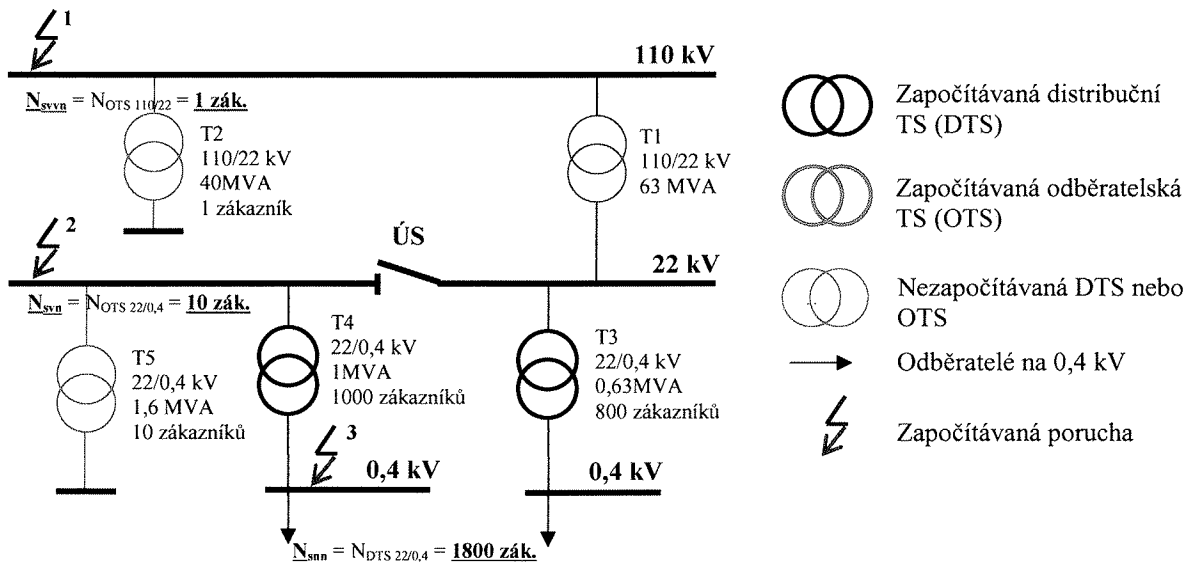 1
110 kV
N_svvn = N_OTS 110/22 = 1 zák.
T2
110/22 kV
40MVA
1 zákazník
T1
110/22 kV
63 MVA
2
ÚS
22 kV
N_svn = N_OTS 22/0,4 = 10 zák.
T5
22/0,4 kV
1,6 MVA
10 zákazníků
T4
22/0,4 kV
1MVA
1000 zákazníků
T3
22/0,4 kV
0,63MVA
800 zákazníků
3
0,4 kV
0,4 kV
N_snn = N_DTS 22/0,4 = 1800 zák.
Započítávaná distribuční
TS (DTS)
Započítávaná odběratelská
TS (OTS)
Nezapočítávaná DTS nebo
OTS
Odběratelé na 0,4 kV
Započítávaná porucha